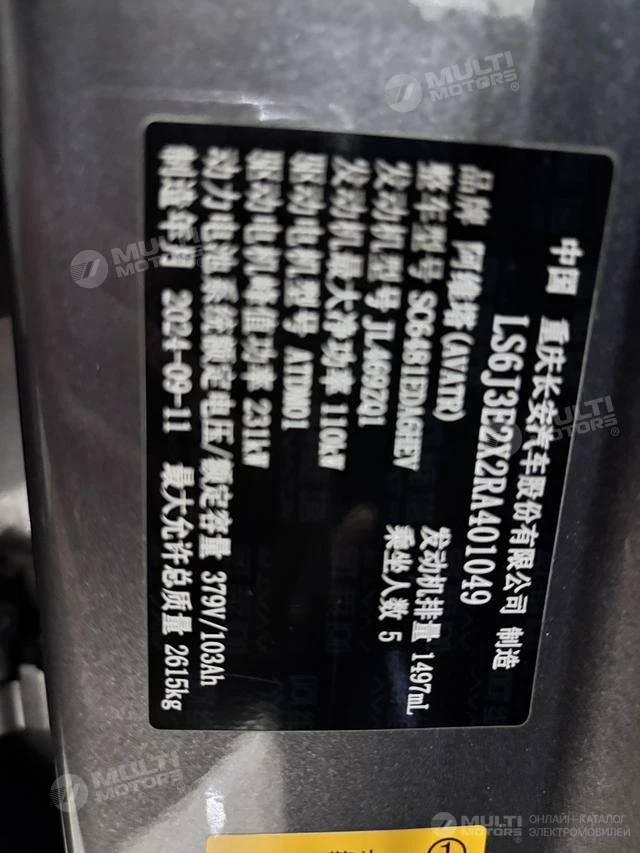 中国 重庆长安汽车股份有限公司 制造
LS6J3E2X2RA401049
品牌 阿维塔(AVATR)
整车型号 SC6481EDAGHEV 发动机排量 1497mL
发动机型号 JL469ZQ1 乘坐人数 5
发动机最大净功率 110kW
驱动电机型号 ATDM01
驱动电机峰值功率 231kW
动力电池系统额定电压/额定容量 379V/103Ah
制造年月 2024-09-11 最大允许总质量 2615kg
1
MULTI MOTORS®
MULTI MOTORS®
MULTI MOTORS®
MULTI MOTORS®
MULTI MOTORS®
ОНЛАЙН-КАТАЛОГ
ЭЛЕКТРОМОБИЛЕЙ